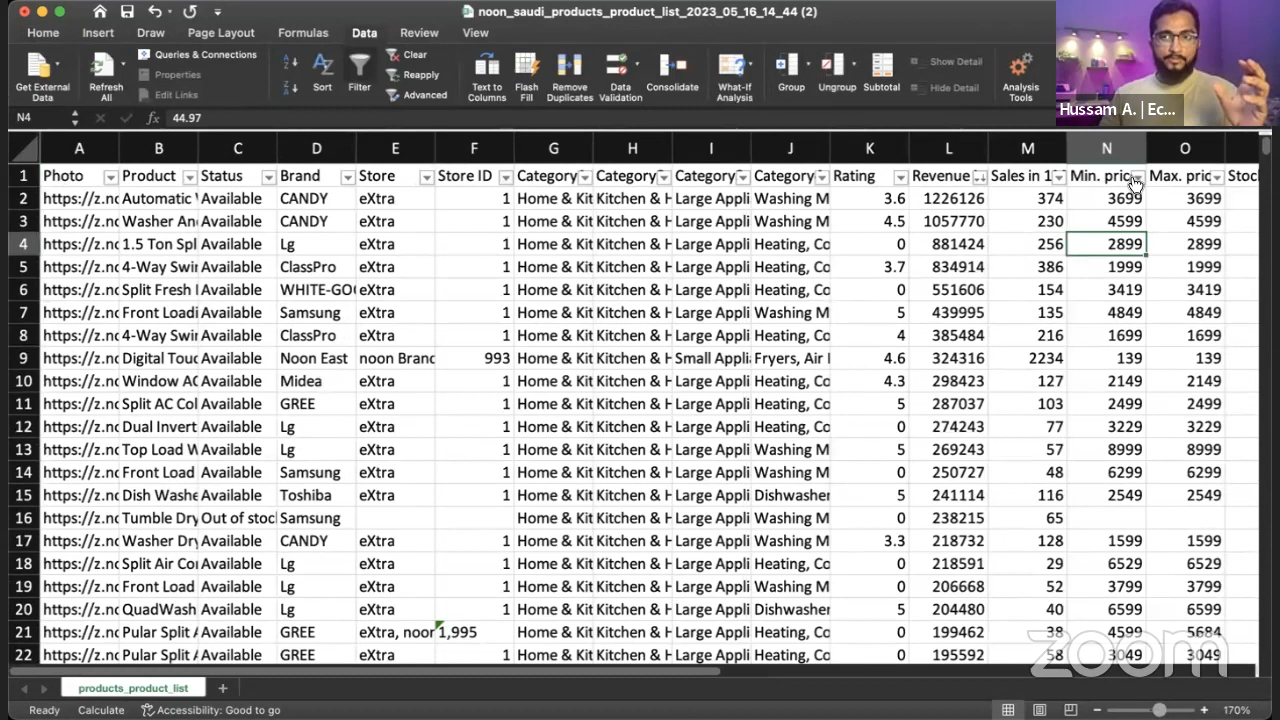 noon_saudi_products_product_list_2023_05_16_14_44 (2)
Home Insert Draw Page Layout Formulas Data Review View
Get External Data
Refresh All
Queries & Connections
Properties
Edit Links
Sort
Filter
Clear
Reapply
Advanced
Text to Columns
Flash Fill
Remove Duplicates
Data Validation
Consolidate
What-If Analysis
Group
Ungroup
Subtotal
Show Detail
Hide Detail
Analysis Tools
Hussam A. | Ec...
N4 fx 44.97
A B C D E F G H I J K L M N O
1 Photo Product Status Brand Store Store ID Category Category Category Category Rating Revenue Sales in 1 Min. pric Max. pric Stock
2 https://z.no Automatic Available CANDY eXtra 1 Home & Kit Kitchen & H Large Appli Washing M 3.6 1226126 374 3699 3699
3 https://z.no Washer An Available CANDY eXtra 1 Home & Kit Kitchen & H Large Appli Washing M 4.5 1057770 230 4599 4599
4 https://z.no 1.5 Ton Spl Available Lg eXtra 1 Home & Kit Kitchen & H Large Appli Heating, Co 0 881424 256 2899 2899
5 https://z.no 4-Way Swin Available ClassPro eXtra 1 Home & Kit Kitchen & H Large Appli Heating, Co 3.7 834914 386 1999 1999
6 https://z.no Split Fresh Available WHITE-GO eXtra 1 Home & Kit Kitchen & H Large Appli Heating, Co 0 551606 154 3419 3419
7 https://z.no Front Loadi Available Samsung eXtra 1 Home & Kit Kitchen & H Large Appli Washing M 5 439995 135 4849 4849
8 https://z.no 4-Way Swin Available ClassPro eXtra 1 Home & Kit Kitchen & H Large Appli Heating, Co 4 385484 216 1699 1699
9 https://z.no Digital Touc Available Noon East noon Brand 993 Home & Kit Kitchen & H Small Applia Fryers, Air 4.6 324316 2234 139 139
10 https://z.no Window AC Available Midea eXtra 1 Home & Kit Kitchen & H Large Appli Heating, Co 4.3 298423 127 2149 2149
11 https://z.no Split AC Col Available GREE eXtra 1 Home & Kit Kitchen & H Large Appli Heating, Co 5 287037 103 2499 2499
12 https://z.no Dual Invert Available Lg eXtra 1 Home & Kit Kitchen & H Large Appli Heating, Co 0 274243 77 3229 3229
13 https://z.no Top Load W Available Lg eXtra 1 Home & Kit Kitchen & H Large Appli Washing M 5 269243 57 8999 8999
14 https://z.no Front Load Available Samsung eXtra 1 Home & Kit Kitchen & H Large Appli Washing M 0 250727 48 6299 6299
15 https://z.no Dish Washe Available Toshiba eXtra 1 Home & Kit Kitchen & H Large Appli Dishwasher 5 241114 116 2549 2549
16 https://z.no Tumble Dry Out of stoc Samsung Home & Kit Kitchen & H Large Appli Washing M 0 238215 65
17 https://z.no Washer Dry Available CANDY eXtra 1 Home & Kit Kitchen & H Large Appli Washing M 3.3 218732 128 1599 1599
18 https://z.no Split Air Co Available Lg eXtra 1 Home & Kit Kitchen & H Large Appli Heating, Co 0 218591 29 6529 6529
19 https://z.no Front Load Available Lg eXtra 1 Home & Kit Kitchen & H Large Appli Washing M 0 206668 52 3799 3799
20 https://z.no QuadWash Available Lg eXtra 1 Home & Kit Kitchen & H Large Appli Dishwasher 5 204480 40 6599 6599
21 https://z.no Pular Split A Available GREE eXtra, noon 1,995 Home & Kit Kitchen & H Large Appli Heating, Co 0 199462 38 4599 5684
22 https://z.no Pular Split A Available GREE eXtra 1 Home & Kit Kitchen & H Large Appli Heating, Co 0 195592 58 3049 3049
zoom
products_product_list +
Ready Calculate Accessibility: Good to go 170%